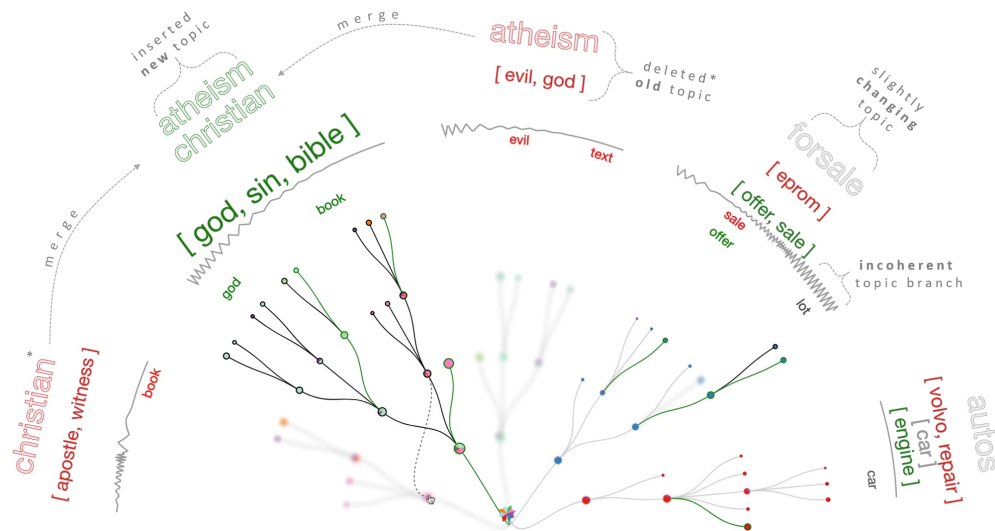 merge
atheism
inserted
new topic
atheism
christian
[ evil, god ]
deleted*
old topic
slightly
changing
topic
forsale
[ god, sin, bible ]
evil
text
[ eprom ]
[ offer, sale ]
book
sale
offer
merge
god
incoherent
topic branch
lot
christian*
[ apostle, witness ]
book
[ volvo, repair ]
[ car ]
[ engine ]
autos
car